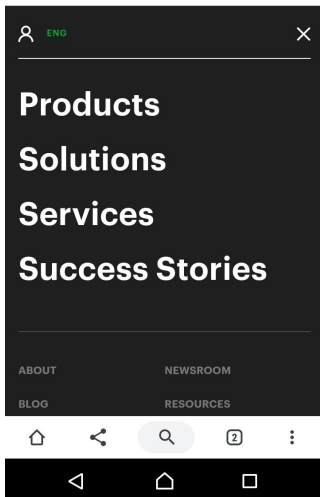 ENG
Products
Solutions
Services
Success Stories
ABOUT NEWSROOM
BLOG RESOURCES
2